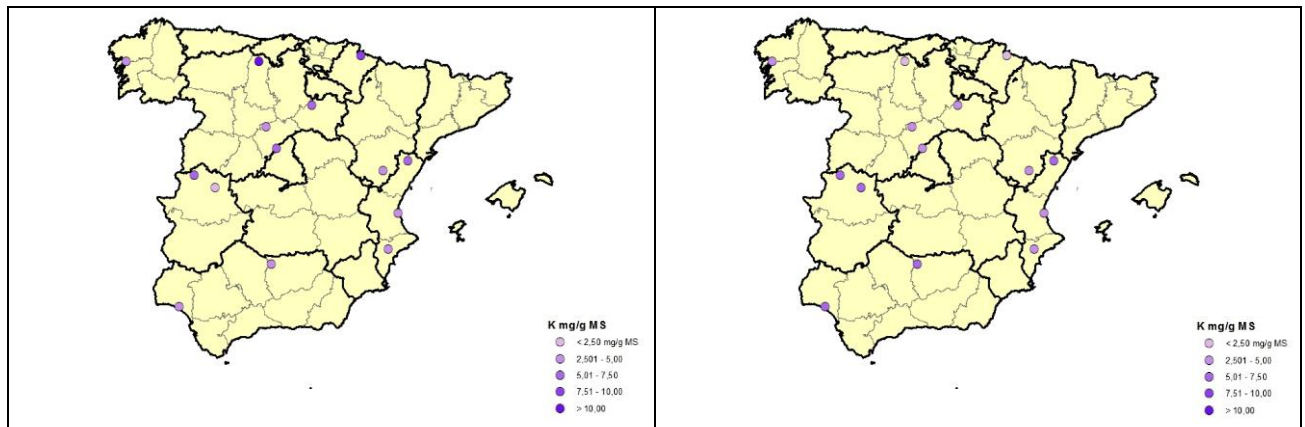 K mg/g MS
< 2,50 mg/g MS
2,501 - 5,00
5,01 - 7,50
7,51 - 10,00
> 10,00
K mg/g MS
< 2,50 mg/g MS
2,501 - 5,00
5,01 - 7,50
7,51 - 10,00
> 10,00